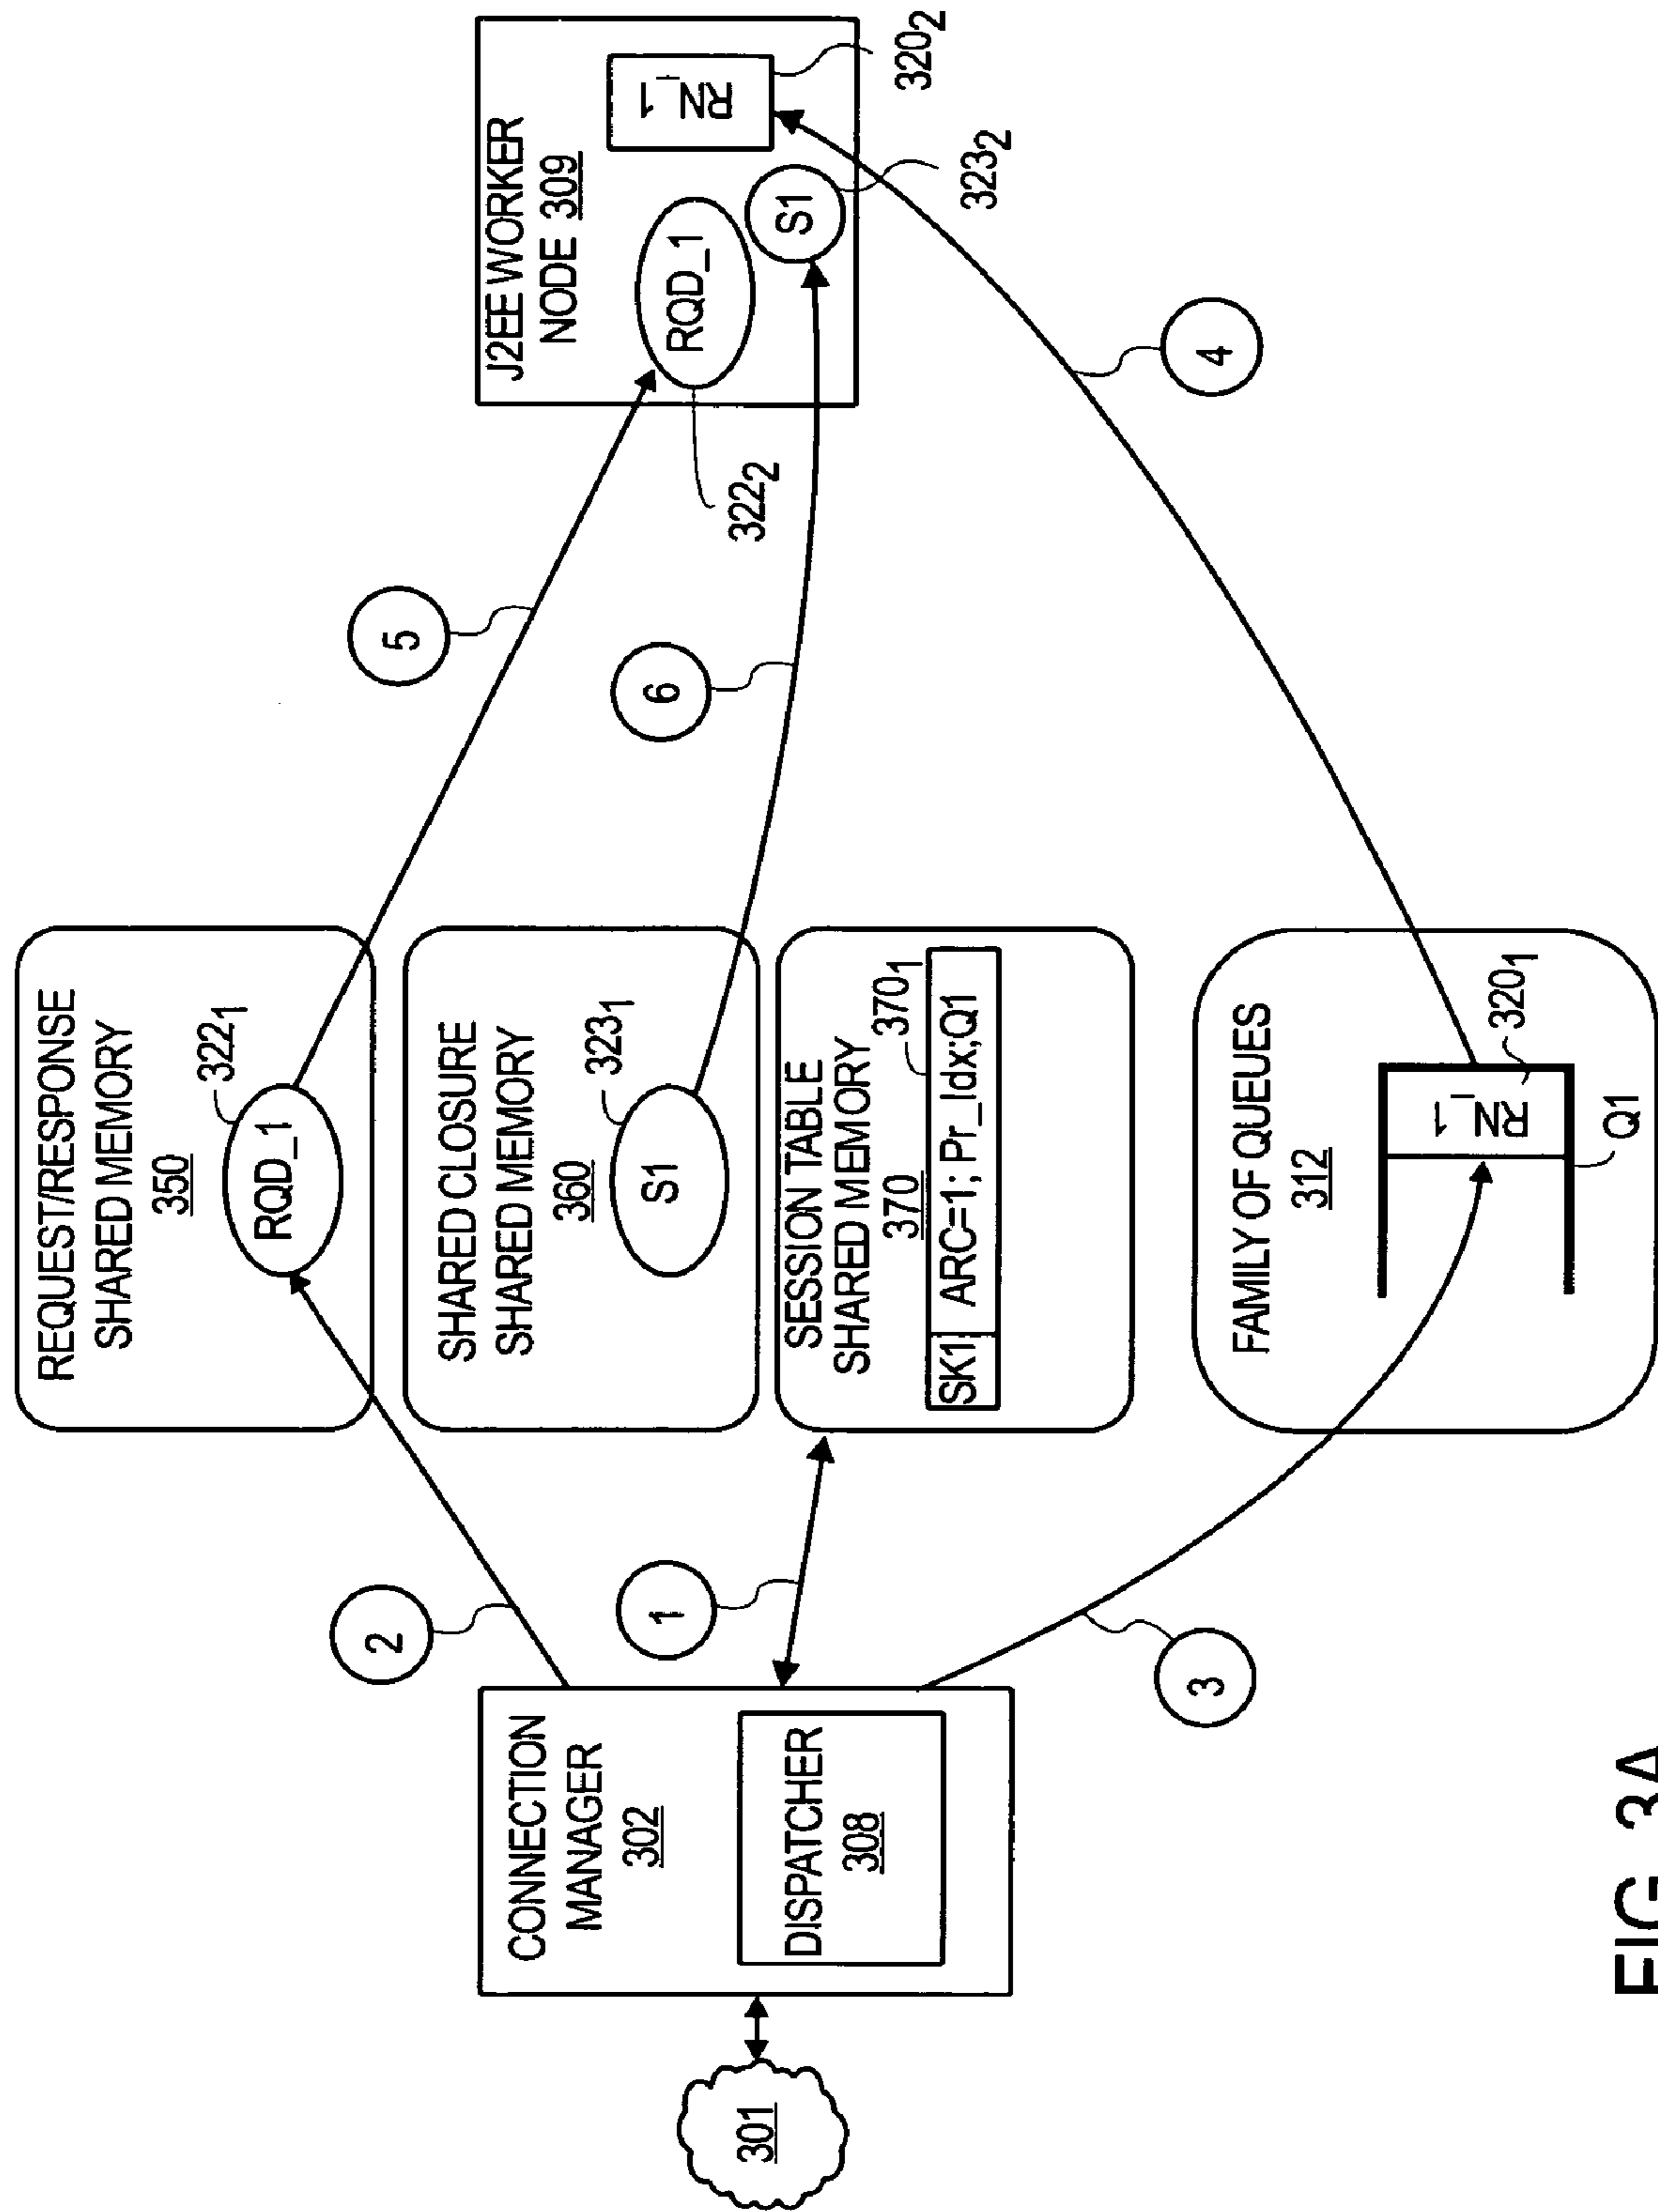 REQUEST/RESPONSE
SHARED MEMORY
350
322₁
RQD_1
SHARED CLOSURE
SHARED MEMORY
360
323₁
S1
SESSION TABLE
SHARED MEMORY
370
370₁
SK1
ARC=1; Pr_Idx;Q1
FAMILY OF QUEUES
312
RN_1
320₁
Q1
CONNECTION
MANAGER
302
DISPATCHER
308
301
J2EE WORKER
NODE 309
RQD_1
322₂
S1
323₂
RN_1
320₂
1
2
3
4
5
6
FIG. 3A